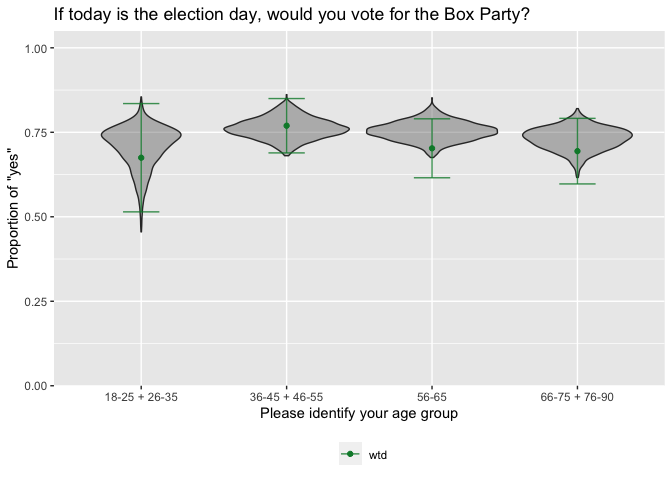 If today is the election day, would you vote for the Box Party?
1.00
0.75
0.50
0.25
0.00
Proportion of "yes"
18-25 + 26-35
36-45 + 46-55
56-65
66-75 + 76-90
Please identify your age group
wtd